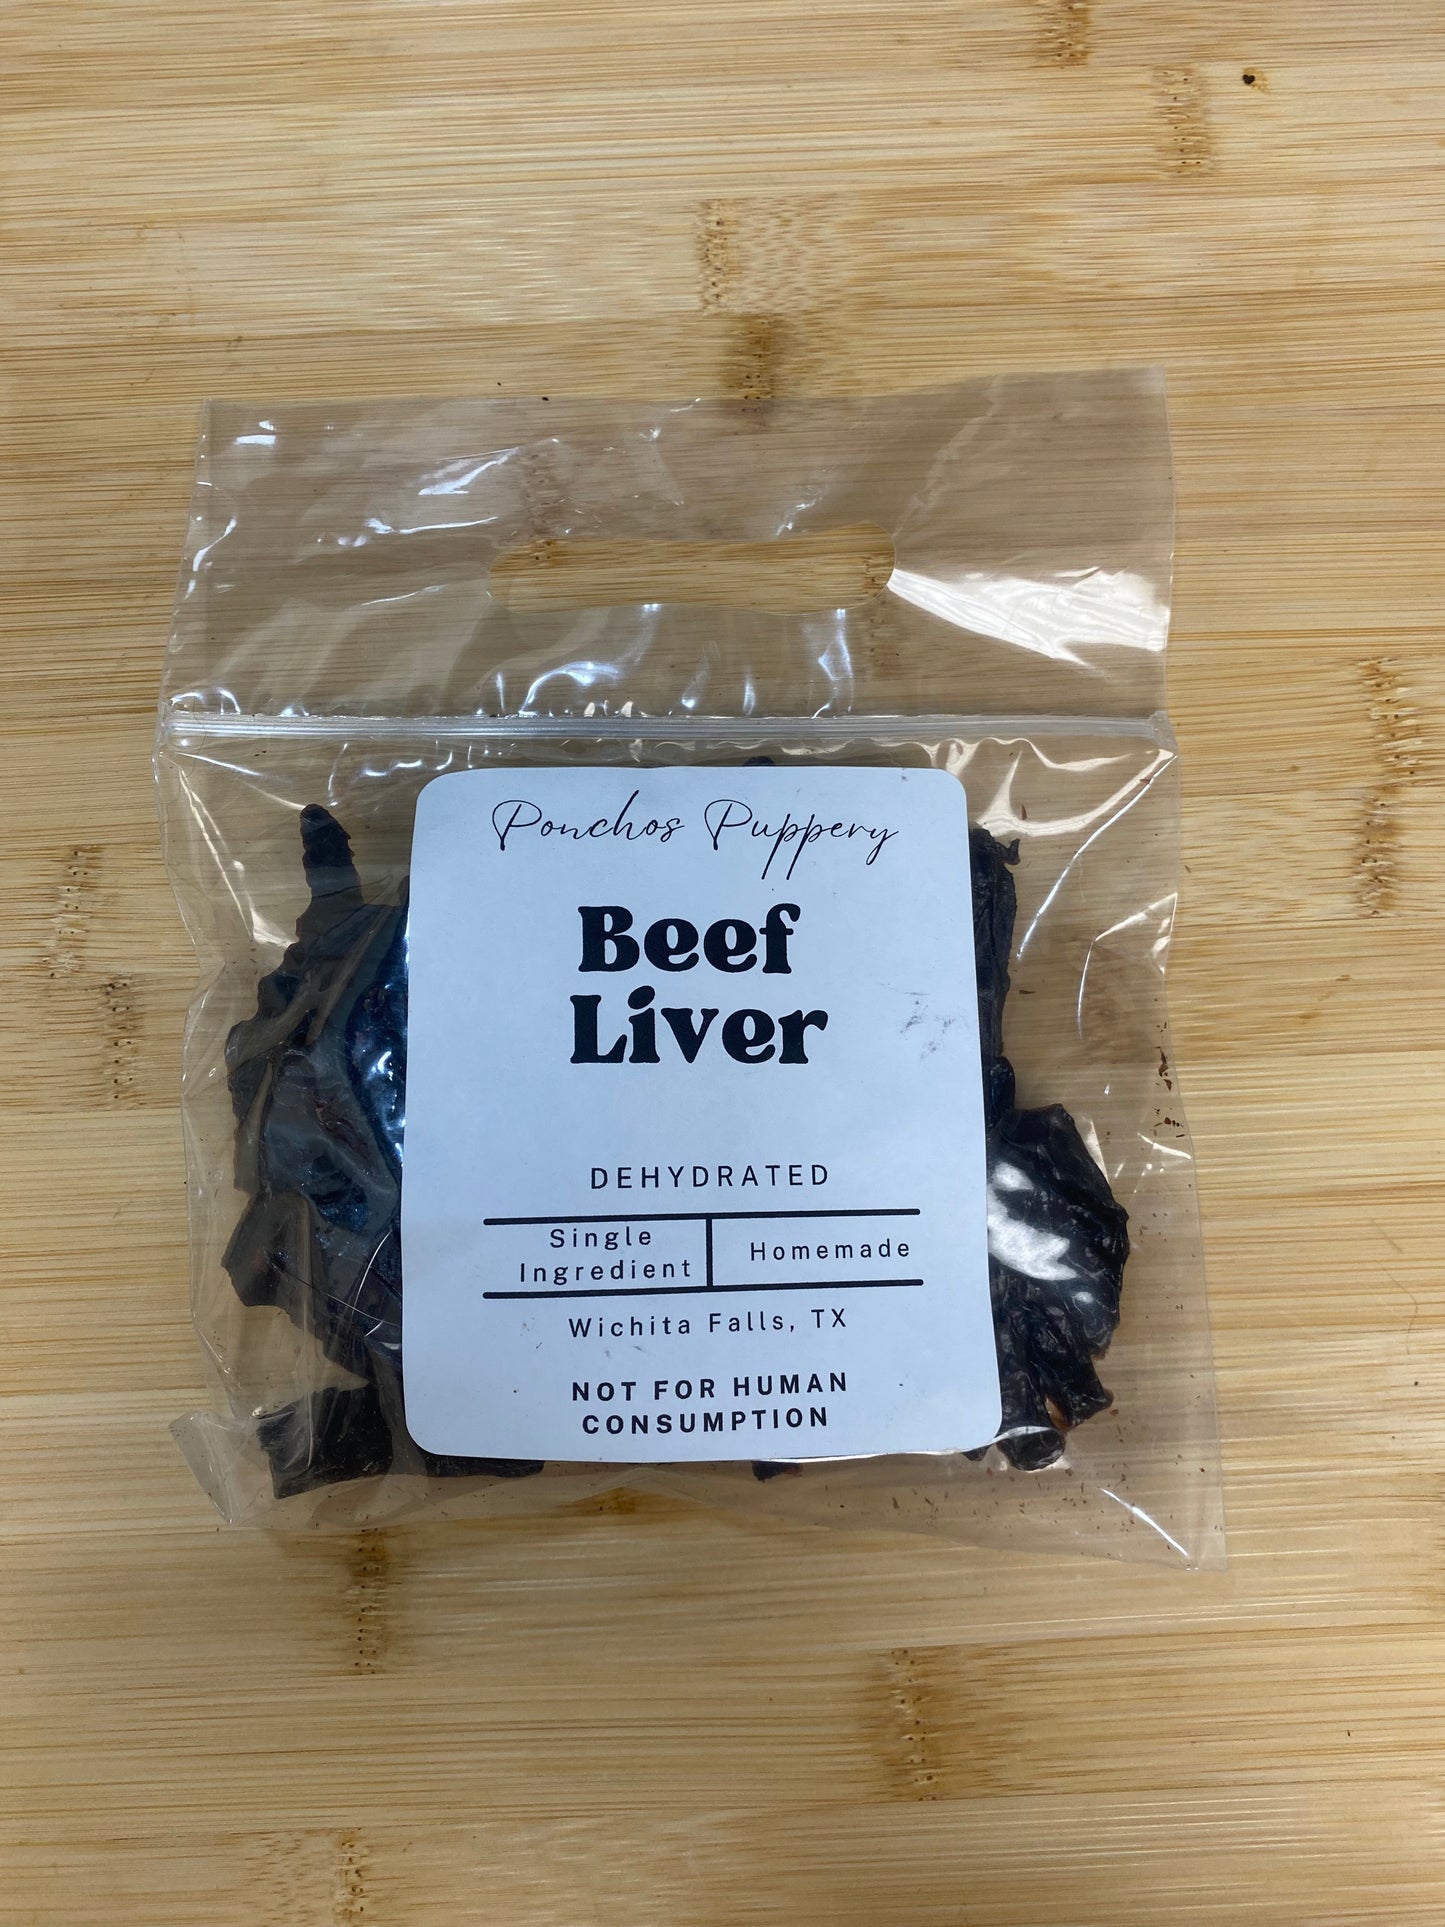 Ponchos Puppery
Beef
Liver
DEHYDRATED
Single
Ingredient
Homemade
Wichita Falls, TX
NOT FOR HUMAN
CONSUMPTION